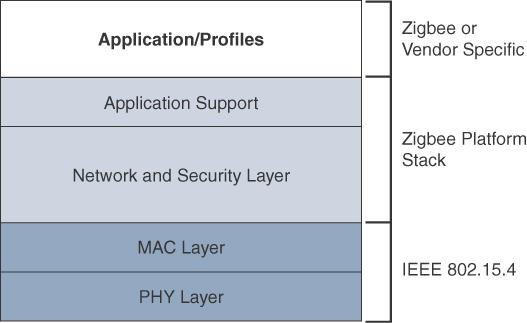 Application/Profiles
Zigbee or
Vendor Specific
Application Support
Network and Security Layer
Zigbee Platform
Stack
MAC Layer
PHY Layer
IEEE 802.15.4